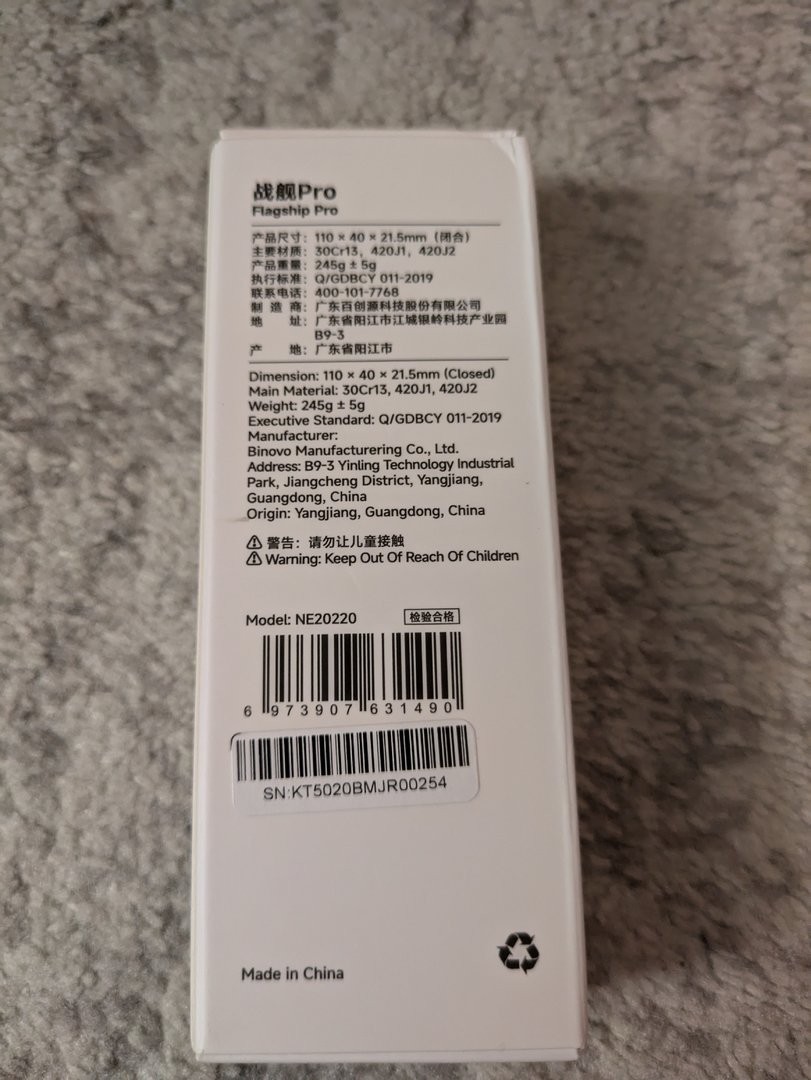 战舰Pro
Flagship Pro
产品尺寸：110 × 40 × 21.5mm（闭合）
主要材质：30Cr13，420J1，420J2
产品重量：245g ± 5g
执行标准：Q/GDBCY 011-2019
联系电话：400-101-7768
制 造 商：广东百创源科技股份有限公司
地 址：广东省阳江市江城银岭科技产业园
B9-3
产 地：广东省阳江市
Dimension: 110 × 40 × 21.5mm (Closed)
Main Material: 30Cr13, 420J1, 420J2
Weight: 245g ± 5g
Executive Standard: Q/GDBCY 011-2019
Manufacturer:
Binovo Manufacturering Co., Ltd.
Address: B9-3 Yinling Technology Industrial
Park, Jiangcheng District, Yangjiang,
Guangdong, China
Origin: Yangjiang, Guangdong, China
警告：请勿让儿童接触
Warning: Keep Out Of Reach Of Children
Model: NE20220 检验合格
6 973907 631490
SN:KT5020BMJR00254
Made in China